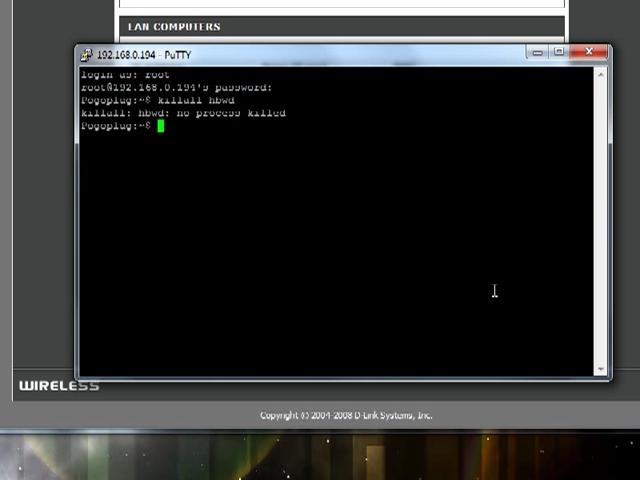 LAN COMPUTERS
192.168.0.194 - PuTTY
login as: root
root@192.168.0.194's password:
Pogoplug:~$ killall hbwd
killall: hbwd: no process killed
Pogoplug:~$
WIRELESS
Copyright © 2004-2008 D-Link Systems, Inc.